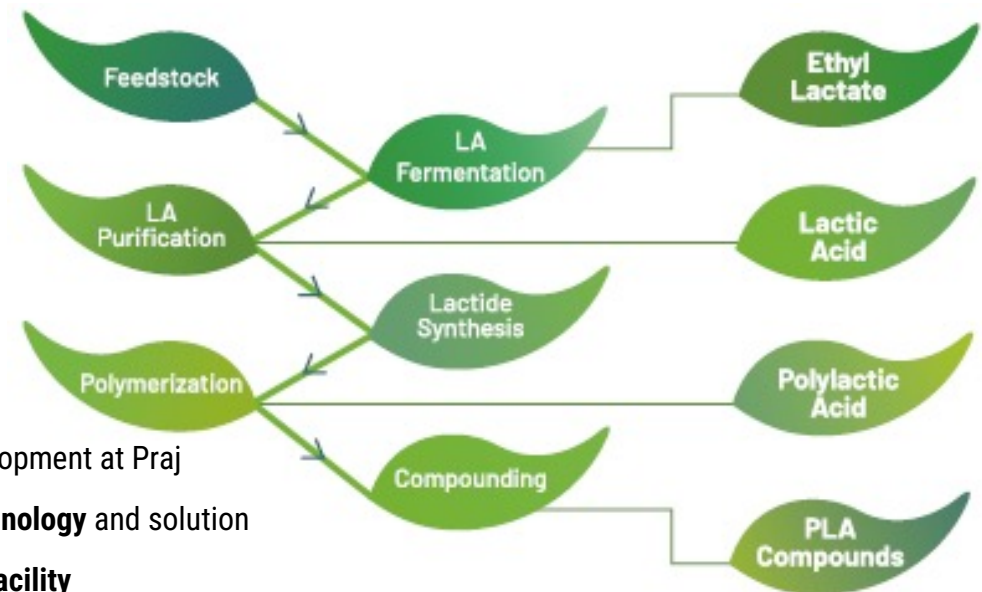 Feedstock
Ethyl
Lactate
LA
Fermentation
LA
Purification
Lactic
Acid
Lactide
Synthesis
Polymerization
Polylactic
Acid
opment at Praj
Compounding
nology and solution
PLA
Compounds
acility